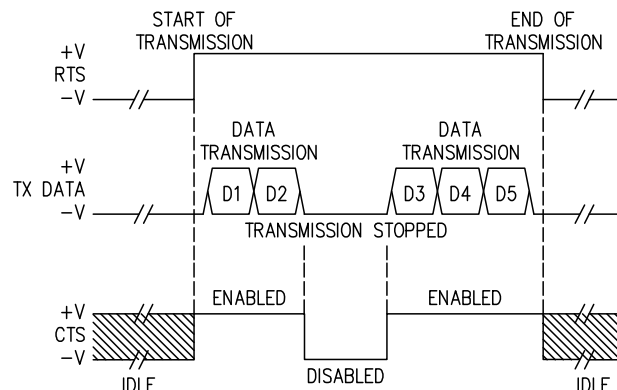 START OF
TRANSMISSION
END OF
TRANSMISSION
+V
RTS
−V
DATA
TRANSMISSION
DATA
TRANSMISSION
+V
TX DATA
−V
D1
D2
D3
D4
D5
TRANSMISSION STOPPED
ENABLED
ENABLED
+V
CTS
−V
IDLE
DISABLED
IDLE